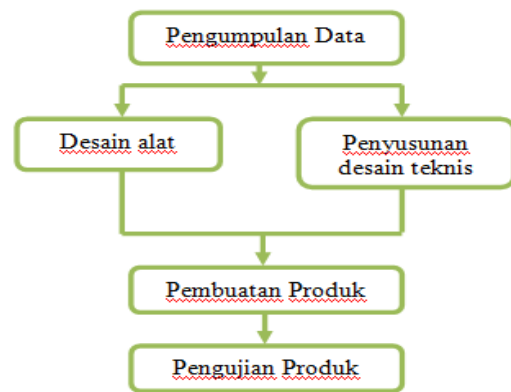 Pengumpulan Data
Desain alat
Penyusunan
desain teknis
Pembuatan Produk
Pengujian Produk